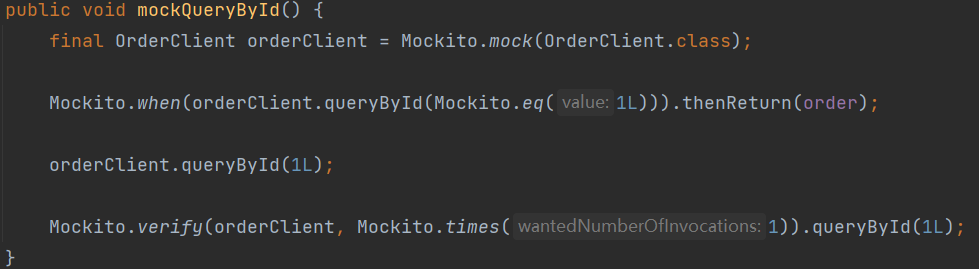 public void mockQueryById() {
    final OrderClient orderClient = Mockito.mock(OrderClient.class);
    Mockito.when(orderClient.queryById(Mockito.eq( value: 1L))).thenReturn(order);
    orderClient.queryById(1L);
    Mockito.verify(orderClient, Mockito.times( wantedNumberOfInvocations: 1)).queryById(1L);
}